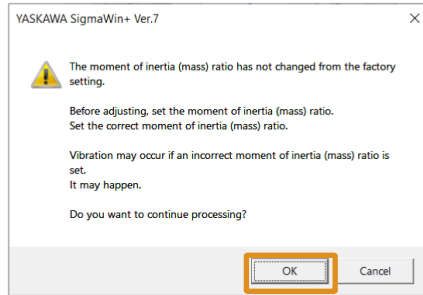 YASKAWA SigmaWin+ Ver.7
The moment of inertia (mass) ratio has not changed from the factory
setting.
Before adjusting, set the moment of inertia (mass) ratio.
Set the correct moment of inertia (mass) ratio.
Vibration may occur if an incorrect moment of inertia (mass) ratio is
set.
It may happen.
Do you want to continue processing?
OK
Cancel